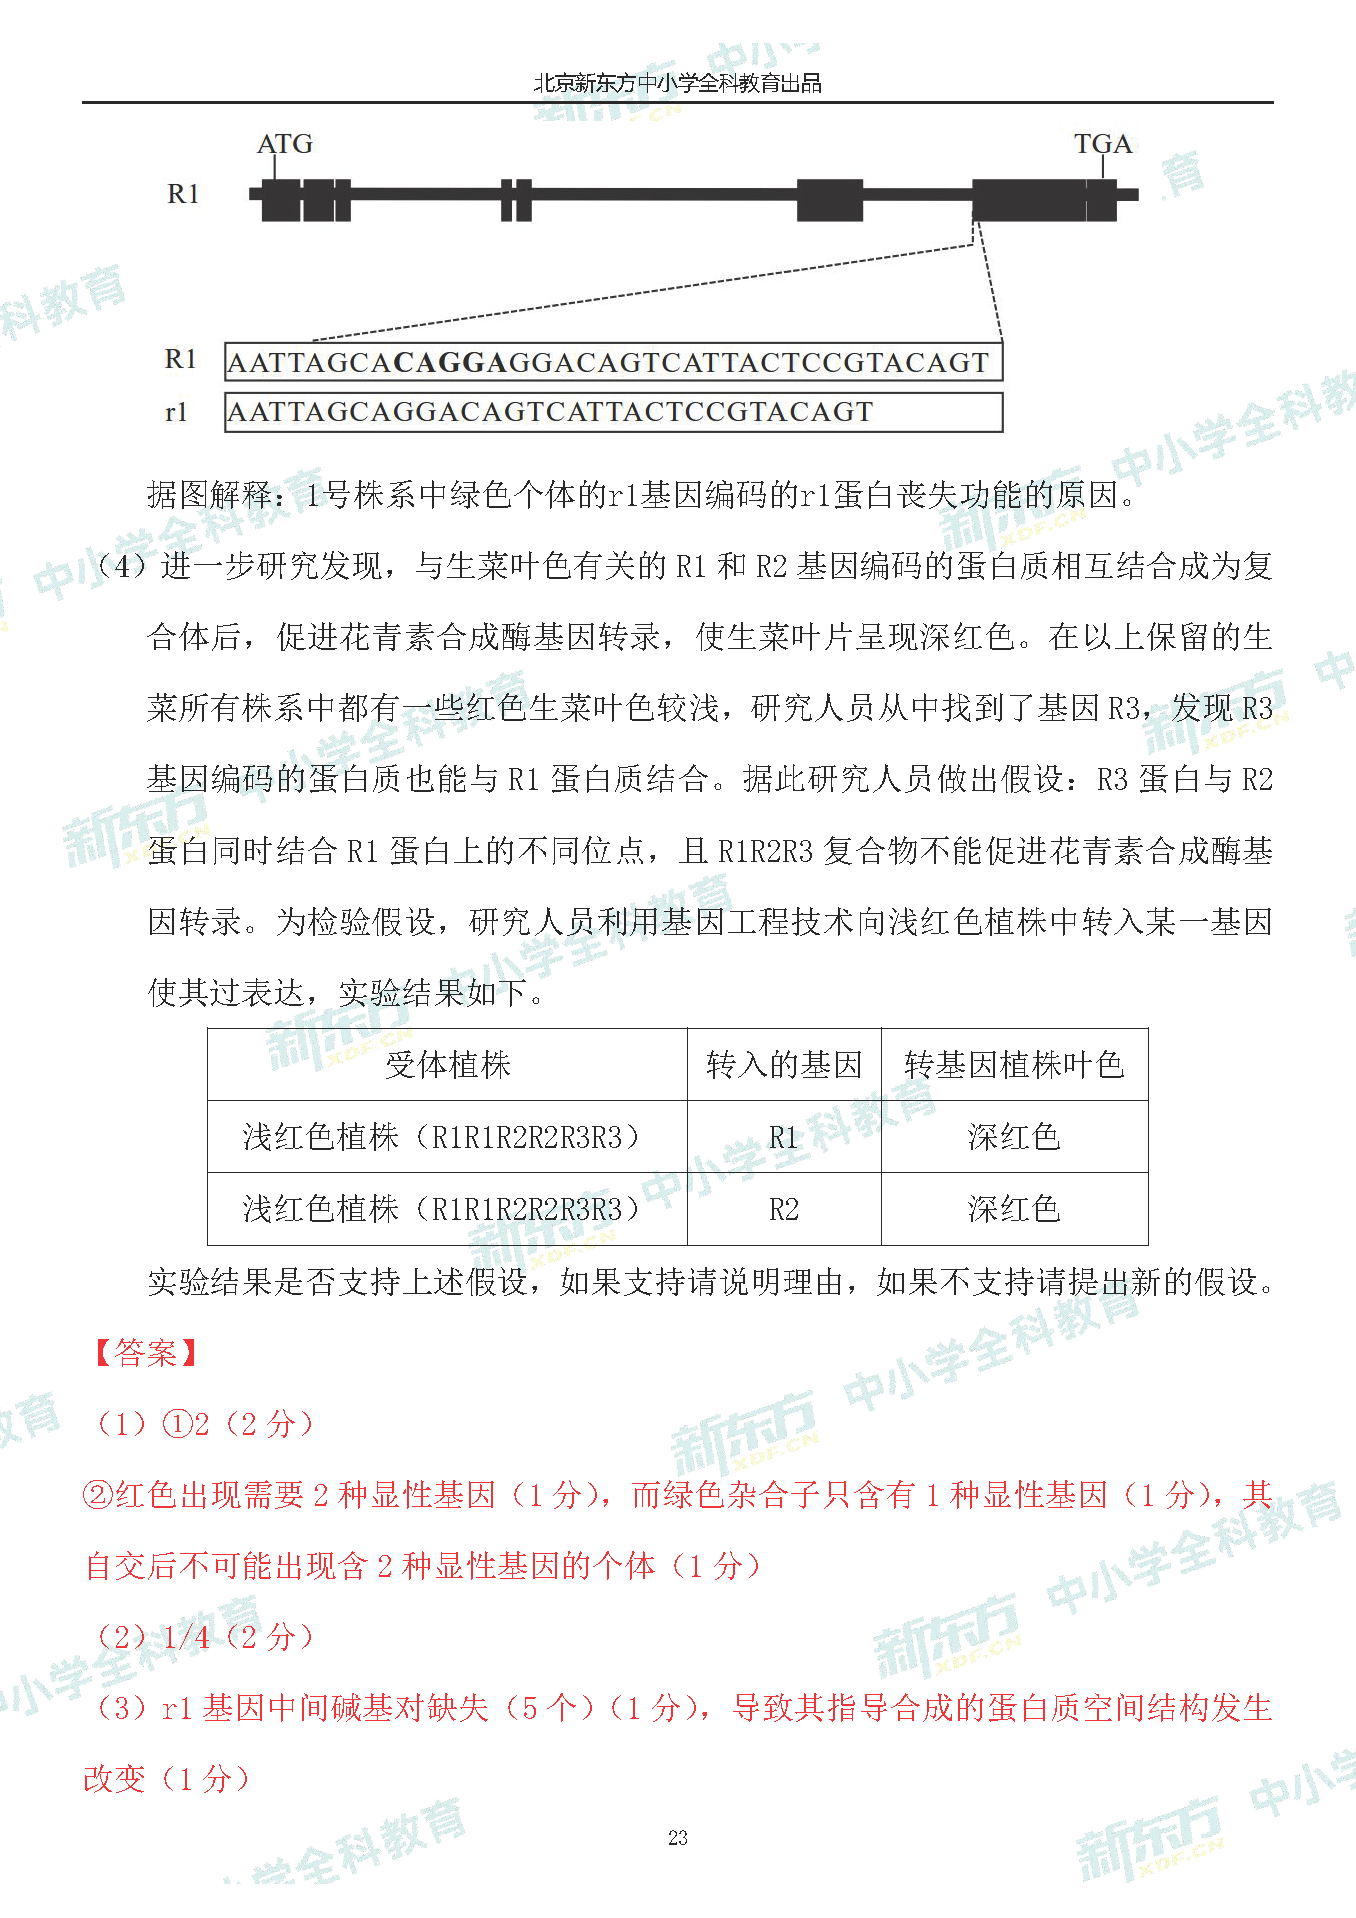 北京新东方中小学全科教育出品
ATG
TGA
R1
R1 AATTAGCACAGGAGGACAGTCATTACTCCGTACAGT
r1 AATTAGCAGGACAGTCATTACTCCGTACAGT
据图解释：1号株系中绿色个体的r1基因编码的r1蛋白丧失功能的原因。
（4）进一步研究发现，与生菜叶色有关的 R1 和 R2 基因编码的蛋白质相互结合成为复
合体后，促进花青素合成酶基因转录，使生菜叶片呈现深红色。在以上保留的生
菜所有株系中都有一些红色生菜叶色较浅，研究人员从中找到了基因 R3，发现 R3
基因编码的蛋白质也能与 R1 蛋白质结合。据此研究人员做出假设：R3 蛋白与 R2
蛋白同时结合 R1 蛋白上的不同位点，且 R1R2R3 复合物不能促进花青素合成酶基
因转录。为检验假设，研究人员利用基因工程技术向浅红色植株中转入某一基因
使其过表达，实验结果如下。
受体植株 转入的基因 转基因植株叶色
浅红色植株（R1R1R2R2R3R3） R1 深红色
浅红色植株（R1R1R2R2R3R3） R2 深红色
实验结果是否支持上述假设，如果支持请说明理由，如果不支持请提出新的假设。
【答案】
（1）①2（2 分）
②红色出现需要 2 种显性基因（1 分），而绿色杂合子只含有 1 种显性基因（1 分），其
自交后不可能出现含 2 种显性基因的个体（1 分）
（2）1/4（2 分）
（3）r1 基因中间碱基对缺失（5 个）（1 分），导致其指导合成的蛋白质空间结构发生
改变（1 分）
23